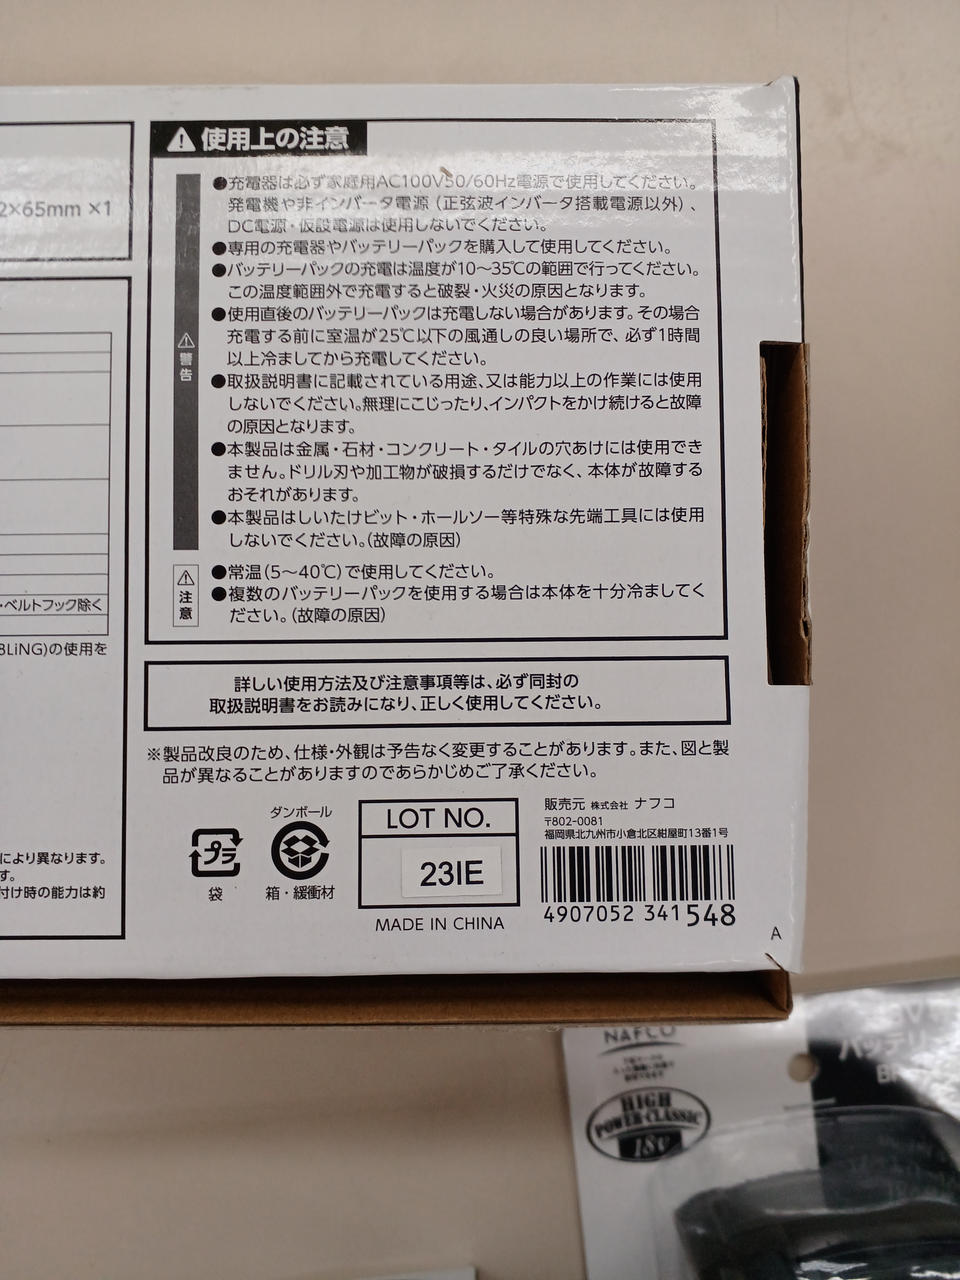 2×65mm ×1
・ベルトフック除く
BLiNG)の使用を
により異なります。
す。
付け時の能力は約
使用上の注意
警告
●充電器は必ず家庭用AC100V50/60Hz電源で使用してください。
発電機や非インバータ電源（正弦波インバータ搭載電源以外）、
DC電源・仮設電源は使用しないでください。
●専用の充電器やバッテリーパックを購入して使用してください。
●バッテリーパックの充電は温度が10～35℃の範囲で行ってください。
この温度範囲外で充電すると破裂・火災の原因となります。
●使用直後のバッテリーパックは充電しない場合があります。その場合
充電する前に室温が25℃以下の風通しの良い場所で、必ず1時間
以上冷ましてから充電してください。
●取扱説明書に記載されている用途、又は能力以上の作業には使用
しないでください。無理にこじったり、インパクトをかけ続けると故障
の原因となります。
●本製品は金属・石材・コンクリート・タイルの穴あけには使用でき
ません。ドリル刃や加工物が破損するだけでなく、本体が故障する
おそれがあります。
●本製品はしいたけビット・ホールソー等特殊な先端工具には使用
しないでください。(故障の原因)
注意
●常温(5～40℃)で使用してください。
●複数のバッテリーパックを使用する場合は本体を十分冷ましてく
ださい。(故障の原因)
詳しい使用方法及び注意事項等は、必ず同封の
取扱説明書をお読みになり、正しく使用してください。
※製品改良のため、仕様・外観は予告なく変更することがあります。また、図と製
品が異なることがありますのであらかじめご了承ください。
プラ
袋
ダンボール
箱・緩衝材
LOT NO.
23IE
MADE IN CHINA
販売元 株式会社 ナフコ
〒802-0081
福岡県北九州市小倉北区紺屋町13番1号
4907052 341548
A
NAFCO
HIGH
POWER-CLASSIC
18V
バッテリ